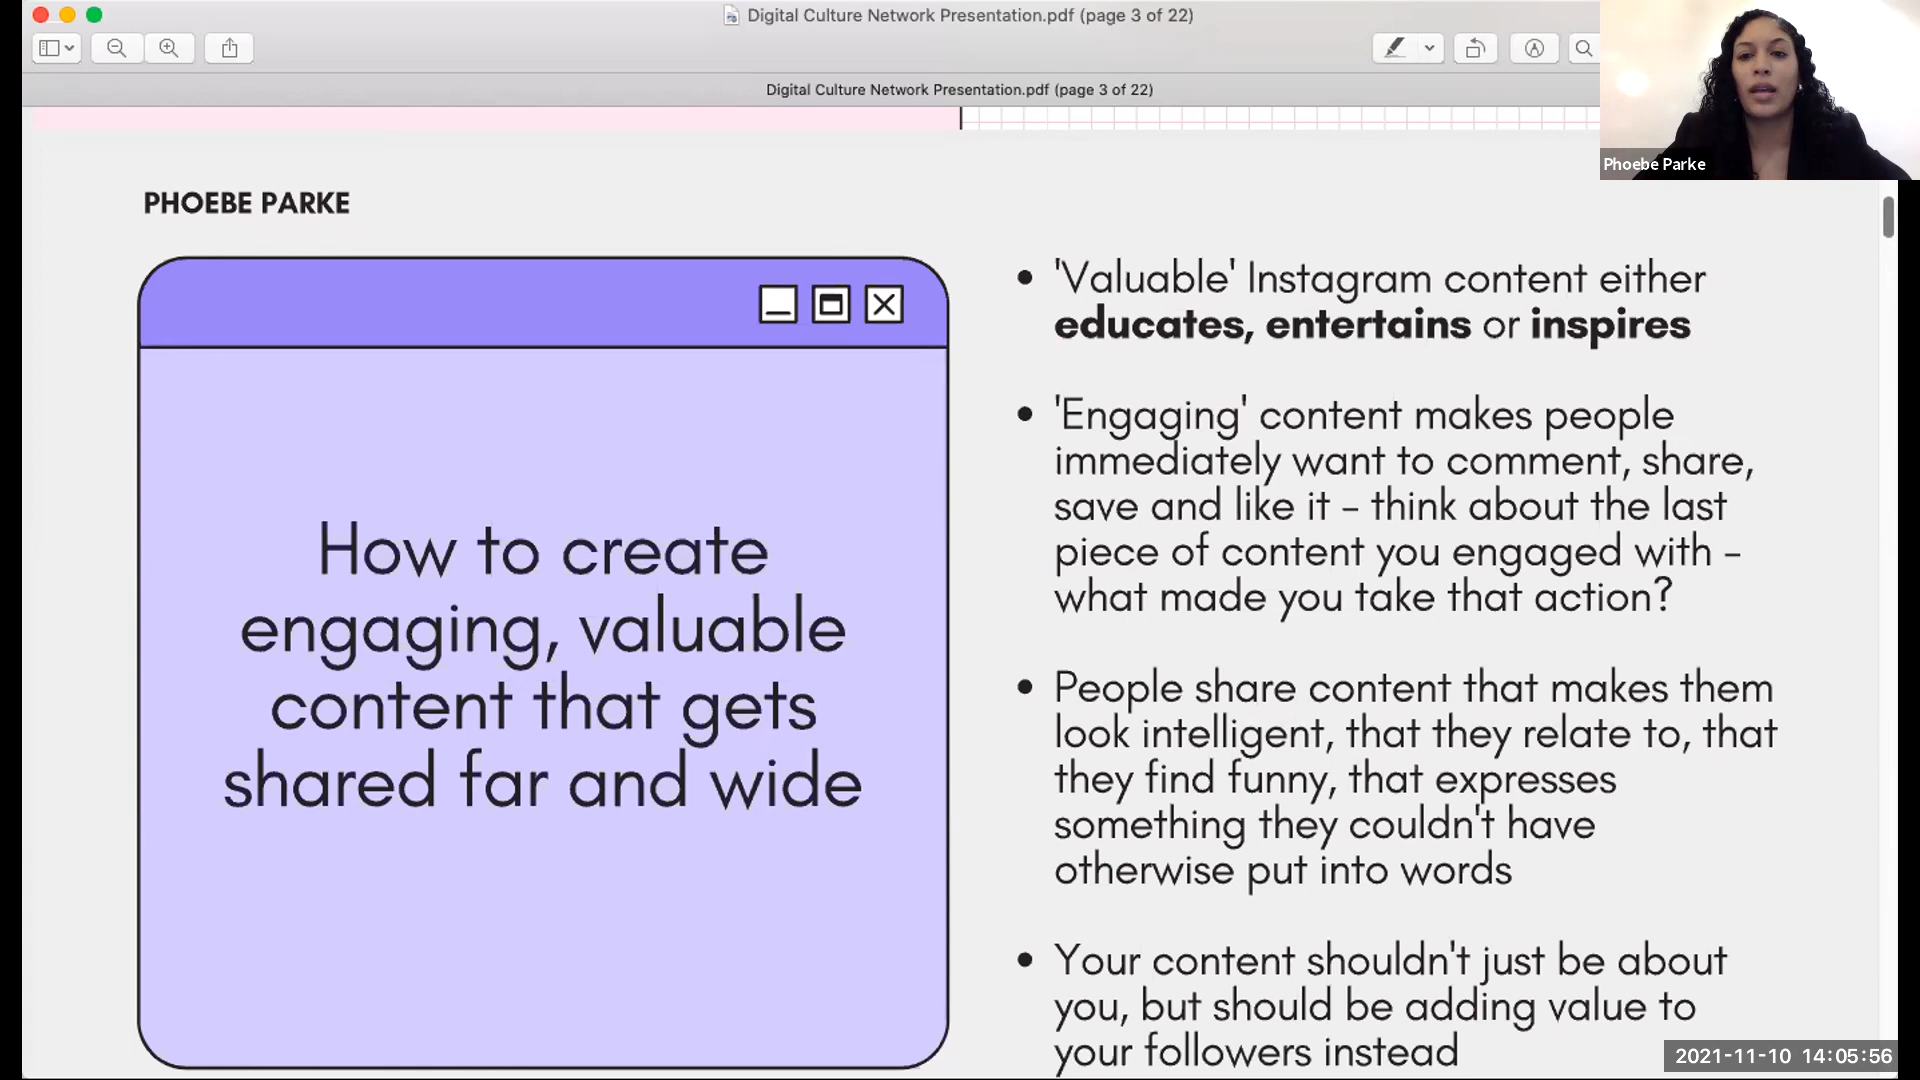 Digital Culture Network Presentation.pdf (page 3 of 22)
Digital Culture Network Presentation.pdf (page 3 of 22)
Phoebe Parke
PHOEBE PARKE
How to create
engaging, valuable
content that gets
shared far and wide
• 'Valuable' Instagram content either
educates, entertains or inspires
• 'Engaging' content makes people
immediately want to comment, share,
save and like it – think about the last
piece of content you engaged with –
what made you take that action?
• People share content that makes them
look intelligent, that they relate to, that
they find funny, that expresses
something they couldn't have
otherwise put into words
• Your content shouldn't just be about
you, but should be adding value to
your followers instead
2021-11-10 14:05:56